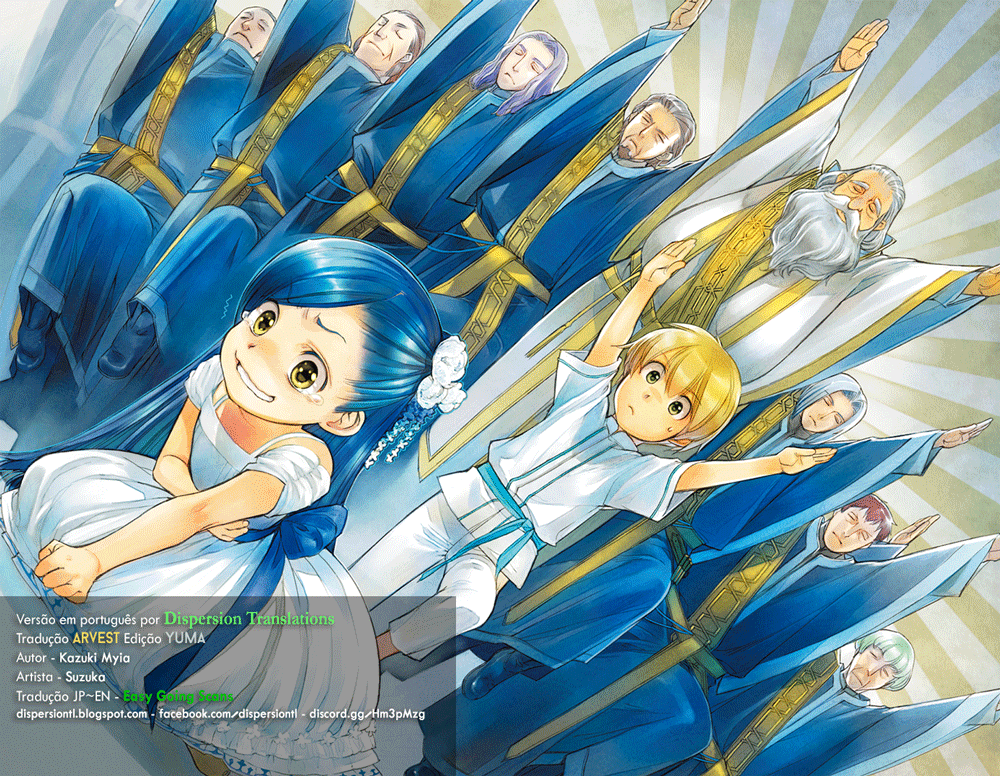 Versão em português por Dispersion Translations
Tradução ARVEST Edição YUMA
Autor - Kazuki Myia
Artista - Suzuka
Tradução JP~EN - Easy Going Scans
dispersiontl.blogspot.com - facebook.com/dispersiontl - discord.gg/Hm3pMzg